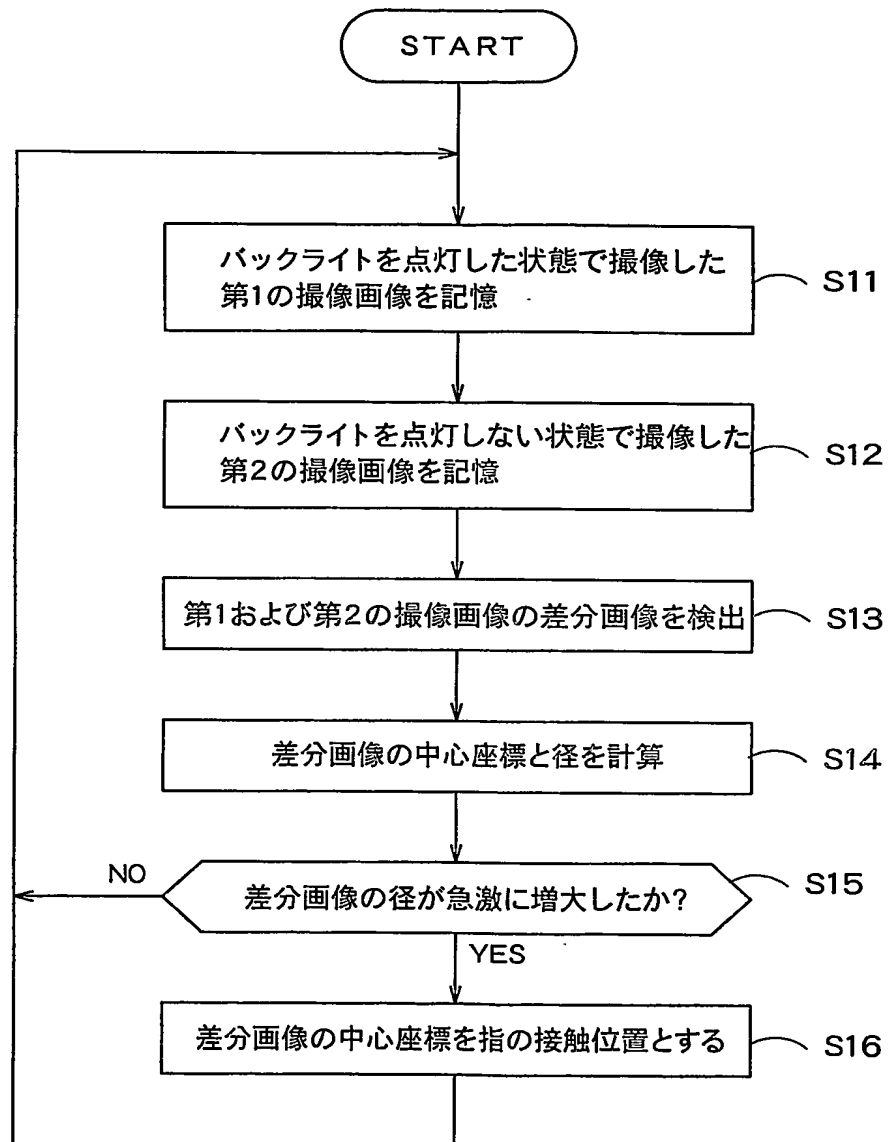 START
バックライトを点灯した状態で撮像した
第1の撮像画像を記憶
S11
バックライトを点灯しない状態で撮像した
第2の撮像画像を記憶
S12
第1および第2の撮像画像の差分画像を検出
S13
差分画像の中心座標と径を計算
S14
NO
差分画像の径が急激に増大したか?
S15
YES
差分画像の中心座標を指の接触位置とする
S16